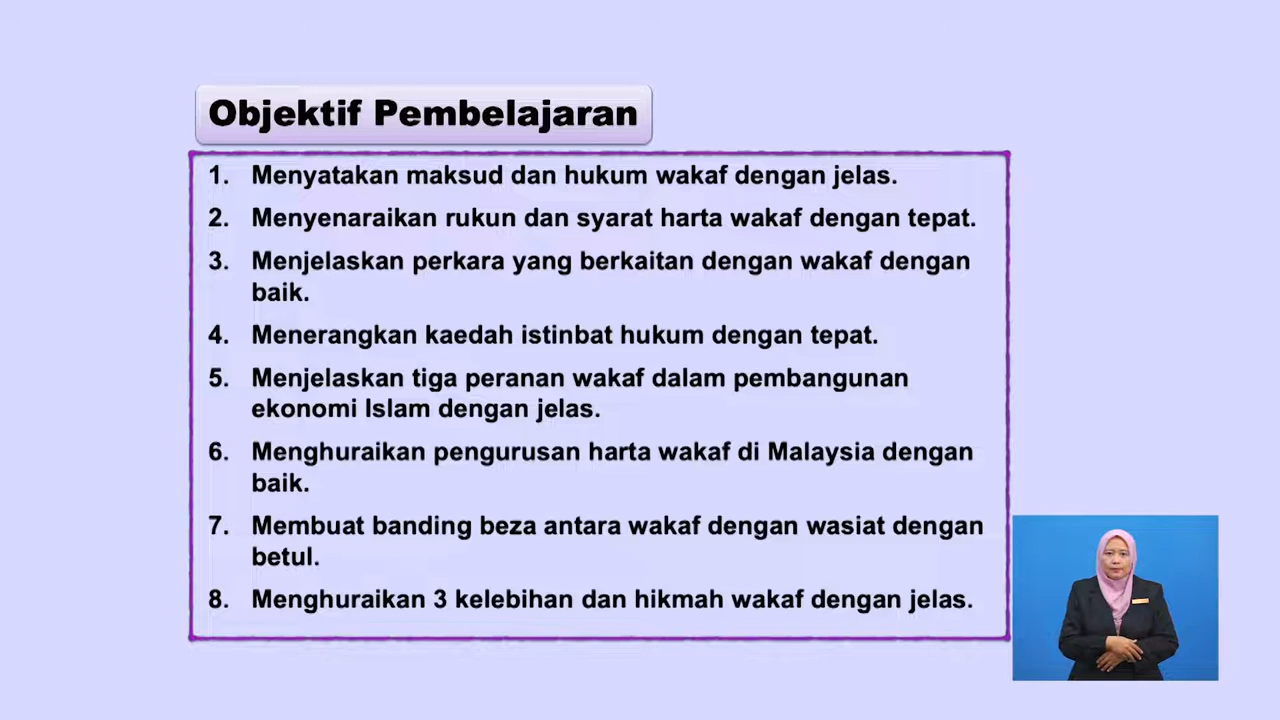 Objektif Pembelajaran
1. Menyatakan maksud dan hukum wakaf dengan jelas.
2. Menyenaraikan rukun dan syarat harta wakaf dengan tepat.
3. Menjelaskan perkara yang berkaitan dengan wakaf dengan
baik.
4. Menerangkan kaedah istinbat hukum dengan tepat.
5. Menjelaskan tiga peranan wakaf dalam pembangunan
ekonomi Islam dengan jelas.
6. Menghuraikan pengurusan harta wakaf di Malaysia dengan
baik.
7. Membuat banding beza antara wakaf dengan wasiat dengan
betul.
8. Menghuraikan 3 kelebihan dan hikmah wakaf dengan jelas.